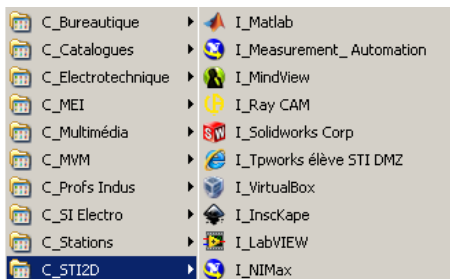 C_Bureautique
C_Catalogues
C_Electrotechnique
C_MEI
C_Multimédia
C_MVM
C_Profs Indus
C_SI Electro
C_Stations
C_STI2D
I_Matlab
I_Measurement_ Automation
I_MindView
I_Ray CAM
I_Solidworks Corp
I_Tpworks élève STI DMZ
I_VirtualBox
I_InscKape
I_LabVIEW
I_NIMax